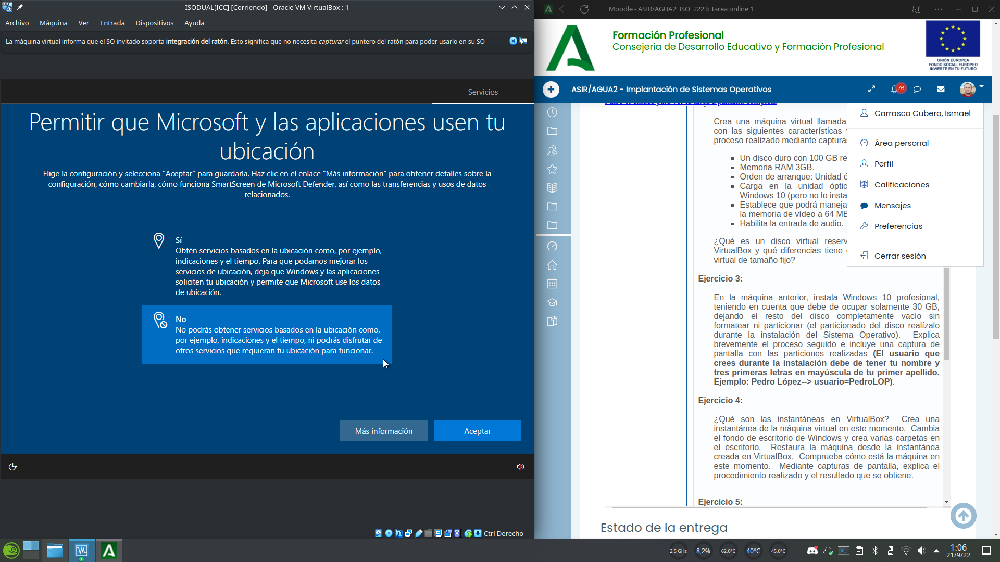 ISODUAL[ICC] [Corriendo] - Oracle VM VirtualBox : 1
Archivo Máquina Ver Entrada Dispositivos Ayuda
La máquina virtual informa que el SO invitado soporta integración del ratón. Esto significa que no necesita capturar el puntero del ratón para poder usarlo en su SO
Servicios
Permitir que Microsoft y las aplicaciones usen tu
ubicación
Elige la configuración y selecciona "Aceptar" para guardarla. Haz clic en el enlace "Más información" para obtener detalles sobre la
configuración, cómo cambiarla, cómo funciona SmartScreen de Microsoft Defender, así como las transferencias y usos de datos
relacionados.
Sí
Obtén servicios basados en la ubicación como, por ejemplo,
indicaciones y el tiempo. Para que podamos mejorar los
servicios de ubicación, deja que Windows y las aplicaciones
soliciten tu ubicación y permite que Microsoft use los datos
de ubicación.
No
No podrás obtener servicios basados en la ubicación como,
por ejemplo, indicaciones y el tiempo, ni podrás disfrutar de
otros servicios que requieran tu ubicación para funcionar.
Más información
Aceptar
Ctrl Derecho
Moodle - ASIR/AGUA2_ISO_2223: Tarea online 1
Formación Profesional
Consejería de Desarrollo Educativo y Formación Profesional
UNIÓN EUROPEA
FONDO SOCIAL EUROPEO
INVIERTE EN TU FUTURO
ASIR/AGUA2 - Implantación de Sistemas Operativos
76
Pulse el enlace para ver la tarea a pantalla completa
Crea una máquina virtual llamada
con las siguientes características y
proceso realizado mediante capturas
Un disco duro con 100 GB re
Memoria RAM 3GB.
Orden de arranque: Unidad ó
Carga en la unidad óptic
Windows 10 (pero no lo insta
Establece que podrá maneja
la memoria de vídeo a 64 MB
Habilita la entrada de audio.
¿Qué es un disco virtual reserv
VirtualBox y qué diferencias tiene
virtual de tamaño fijo?
Carrasco Cubero, Ismael
Área personal
Perfil
Calificaciones
Mensajes
Preferencias
Cerrar sesión
Ejercicio 3:
En la máquina anterior, instala Windows 10 profesional,
teniendo en cuenta que debe de ocupar solamente 30 GB,
dejando el resto del disco completamente vacío sin
formatear ni particionar (el particionado del disco realízalo
durante la instalación del Sistema Operativo). Explica
brevemente el proceso seguido e incluye una captura de
pantalla con las particiones realizadas (El usuario que
crees durante la instalación debe de tener tu nombre y
tres primeras letras en mayúscula de tu primer apellido.
Ejemplo: Pedro López--> usuario=PedroLOP).
Ejercicio 4:
¿Qué son las instantáneas en VirtualBox? Crea una
instantánea de la máquina virtual en este momento. Cambia
el fondo de escritorio de Windows y crea varias carpetas en
el escritorio. Restaura la máquina desde la instantánea
creada en VirtualBox. Comprueba cómo está la máquina en
este momento. Mediante capturas de pantalla, explica el
procedimiento realizado y el resultado que se obtiene.
Ejercicio 5:
Estado de la entrega
2,5 GHz 8,2% 62,0°C 40°C 45,0°C
1:06
21/9/22